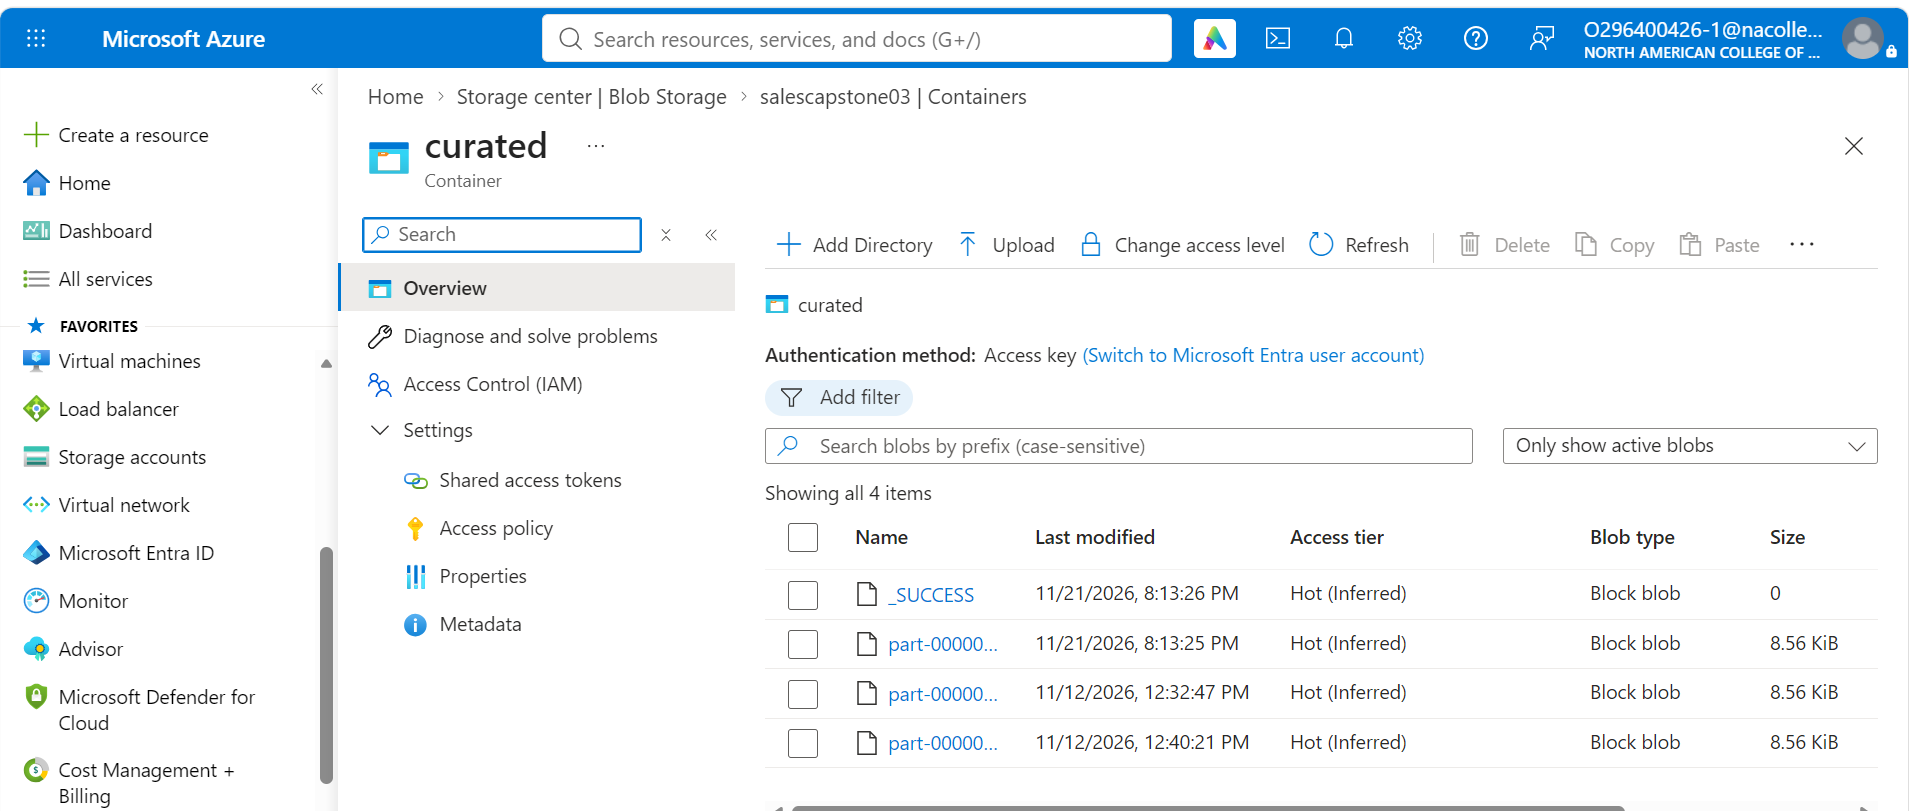 Microsoft Azure
Search resources, services, and docs (G+/)
O296400426-1@nacolle...
NORTH AMERICAN COLLEGE OF ...
Create a resource
Home
Dashboard
All services
FAVORITES
Virtual machines
Load balancer
Storage accounts
Virtual network
Microsoft Entra ID
Monitor
Advisor
Microsoft Defender for
Cloud
Cost Management +
Billing
Home > Storage center | Blob Storage > salescapstone03 | Containers
curated ...
Container
Search
Overview
Diagnose and solve problems
Access Control (IAM)
Settings
Shared access tokens
Access policy
Properties
Metadata
Add Directory Upload Change access level Refresh Delete Copy Paste ...
curated
Authentication method: Access key (Switch to Microsoft Entra user account)
Add filter
Search blobs by prefix (case-sensitive)
Only show active blobs
Showing all 4 items
Name Last modified Access tier Blob type Size
_SUCCESS 11/21/2026, 8:13:26 PM Hot (Inferred) Block blob 0
part-00000... 11/21/2026, 8:13:25 PM Hot (Inferred) Block blob 8.56 KiB
part-00000... 11/12/2026, 12:32:47 PM Hot (Inferred) Block blob 8.56 KiB
part-00000... 11/12/2026, 12:40:21 PM Hot (Inferred) Block blob 8.56 KiB